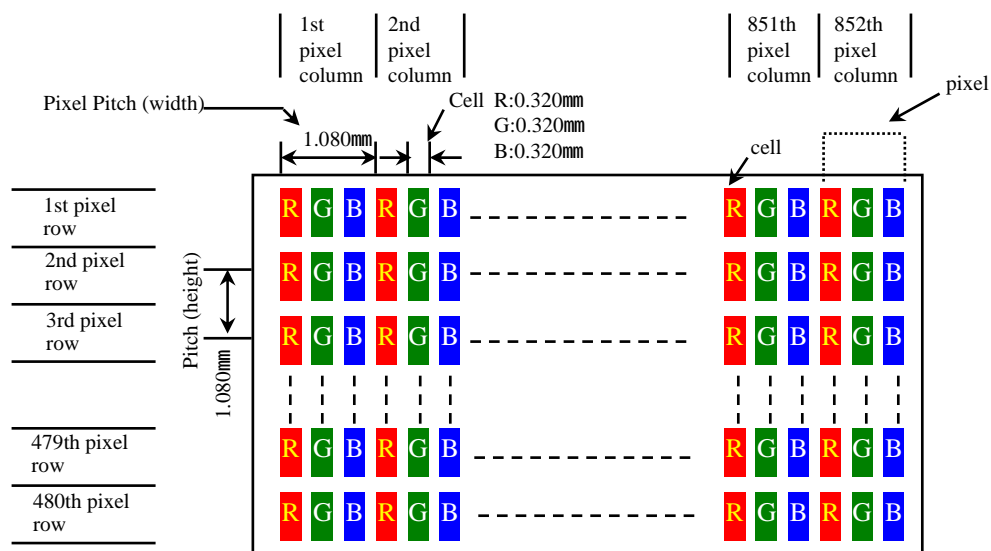 1st
pixel
column
2nd
pixel
column
851th
pixel
column
852th
pixel
column
pixel
Pixel Pitch (width)
Cell R:0.320㎜
G:0.320㎜
B:0.320㎜
1.080㎜
cell
1st pixel
row
R G B R G B R G B R G B
2nd pixel
row
R G B R G B R G B R G B
3rd pixel
row
R G B R G B R G B R G B
Pitch (height)
1.080㎜
479th pixel
row
R G B R G B R G B R G B
480th pixel
row
R G B R G B R G B R G B